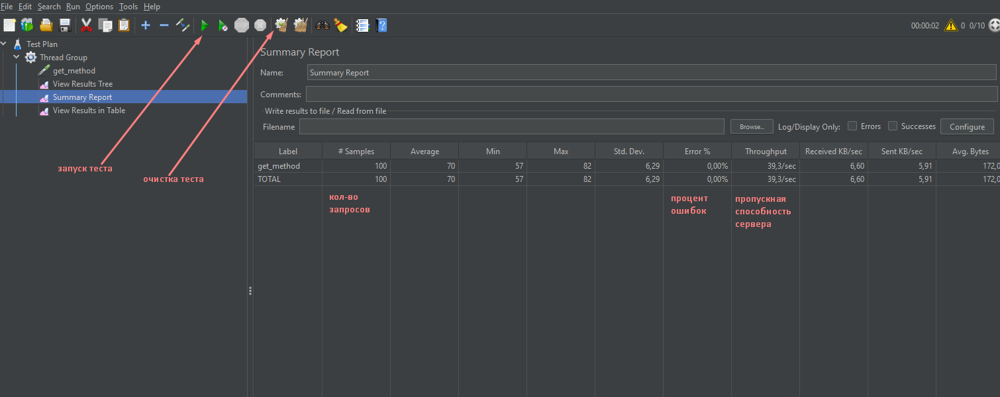 File Edit Search Run Options Tools Help
00:00:02 0 0/10
Test Plan
Thread Group
get_method
View Results Tree
Summary Report
View Results in Table
запуск теста
очистка теста
Summary Report
Name: Summary Report
Comments:
Write results to file / Read from file
Filename Browse... Log/Display Only: Errors Successes Configure
Label # Samples Average Min Max Std. Dev. Error % Throughput Received KB/sec Sent KB/sec Avg. Bytes
get_method 100 70 57 82 6,29 0,00% 39,3/sec 6,60 5,91 172,0
TOTAL 100 70 57 82 6,29 0,00% 39,3/sec 6,60 5,91 172,0
кол-во
запросов
процент
ошибок
пропускная
способность
сервера